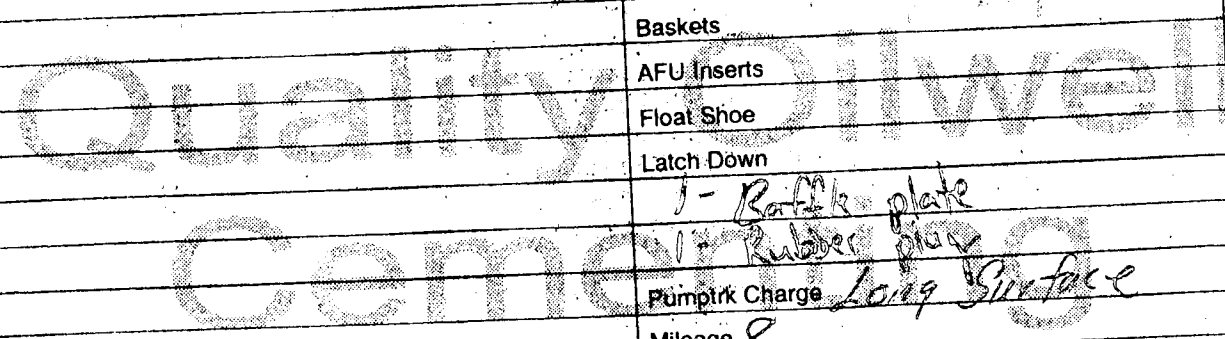 Baskets
AFU Inserts
Quality Oilwell
Float Shoe
Latch Down
1 - Baffle plate
1 - Rubber plug
Cementing
Pumptrk Charge Long Surface
Mileage 8